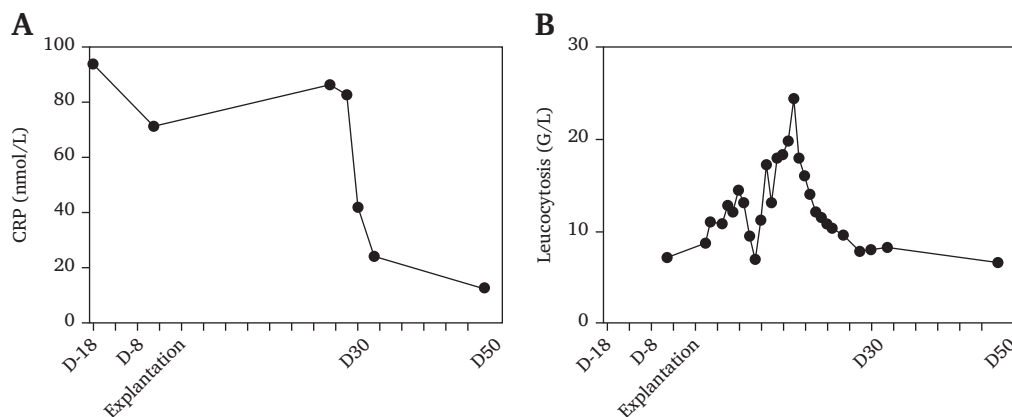 A
CRP (nmol/L)
100
80
60
40
20
0
D-18
D-8
Explantation
D30
D50
B
Leucocytosis (G/L)
30
20
10
0
D-18
D-8
Explantation
D30
D50